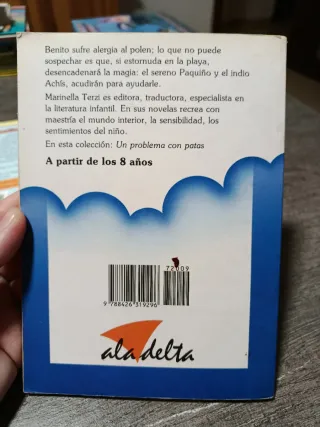 Benito sufre alergia al polen; lo que no puede
sospechar es que, si estornuda en la playa,
desencadenará la magia: el sereno Paquiño y el indio
Achís, acudirán para ayudarle.
Marinella Terzi es editora, traductora, especialista en
la literatura infantil. En sus novelas recrea con
maestría el mundo interior, la sensibilidad, los
sentimientos del niño.
En esta colección: Un problema con patas
A partir de los 8 años
72009
9 788426 319296
ala delta